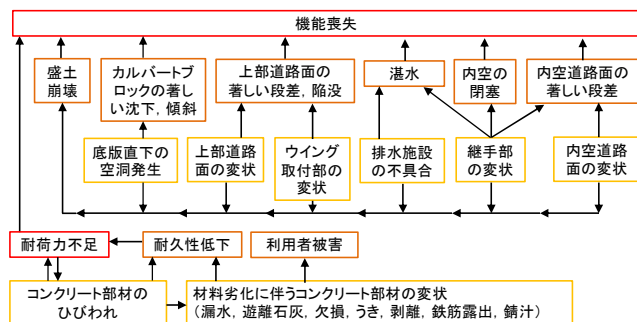 機能喪失
盛土
崩壊
カルバートブ
ロックの著し
い沈下, 傾斜
上部道路面の
著しい段差, 陥没
湛水
内空の
閉塞
内空道路面の
著しい段差
底版直下の
空洞発生
上部道路
面の変状
ウイング
取付部の
変状
排水施設
の不具合
継手部
の変状
内空道路
面の変状
耐荷力不足
耐久性低下
利用者被害
コンクリート部材の
ひびわれ
材料劣化に伴うコンクリート部材の変状
(漏水, 遊離石灰, 欠損, うき, 剥離, 鉄筋露出, 錆汁)